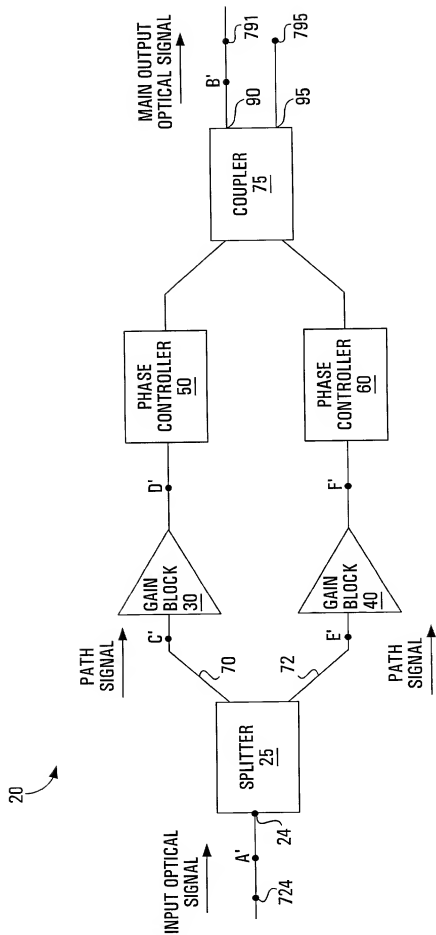 20
INPUT OPTICAL
SIGNAL
724
A'
24
SPLITTER
25
70
72
PATH
SIGNAL
C'
E'
PATH
SIGNAL
GAIN
BLOCK
30
GAIN
BLOCK
40
D'
F'
PHASE
CONTROLLER
50
PHASE
CONTROLLER
60
COUPLER
75
90
95
B'
MAIN OUTPUT
OPTICAL SIGNAL
791
795